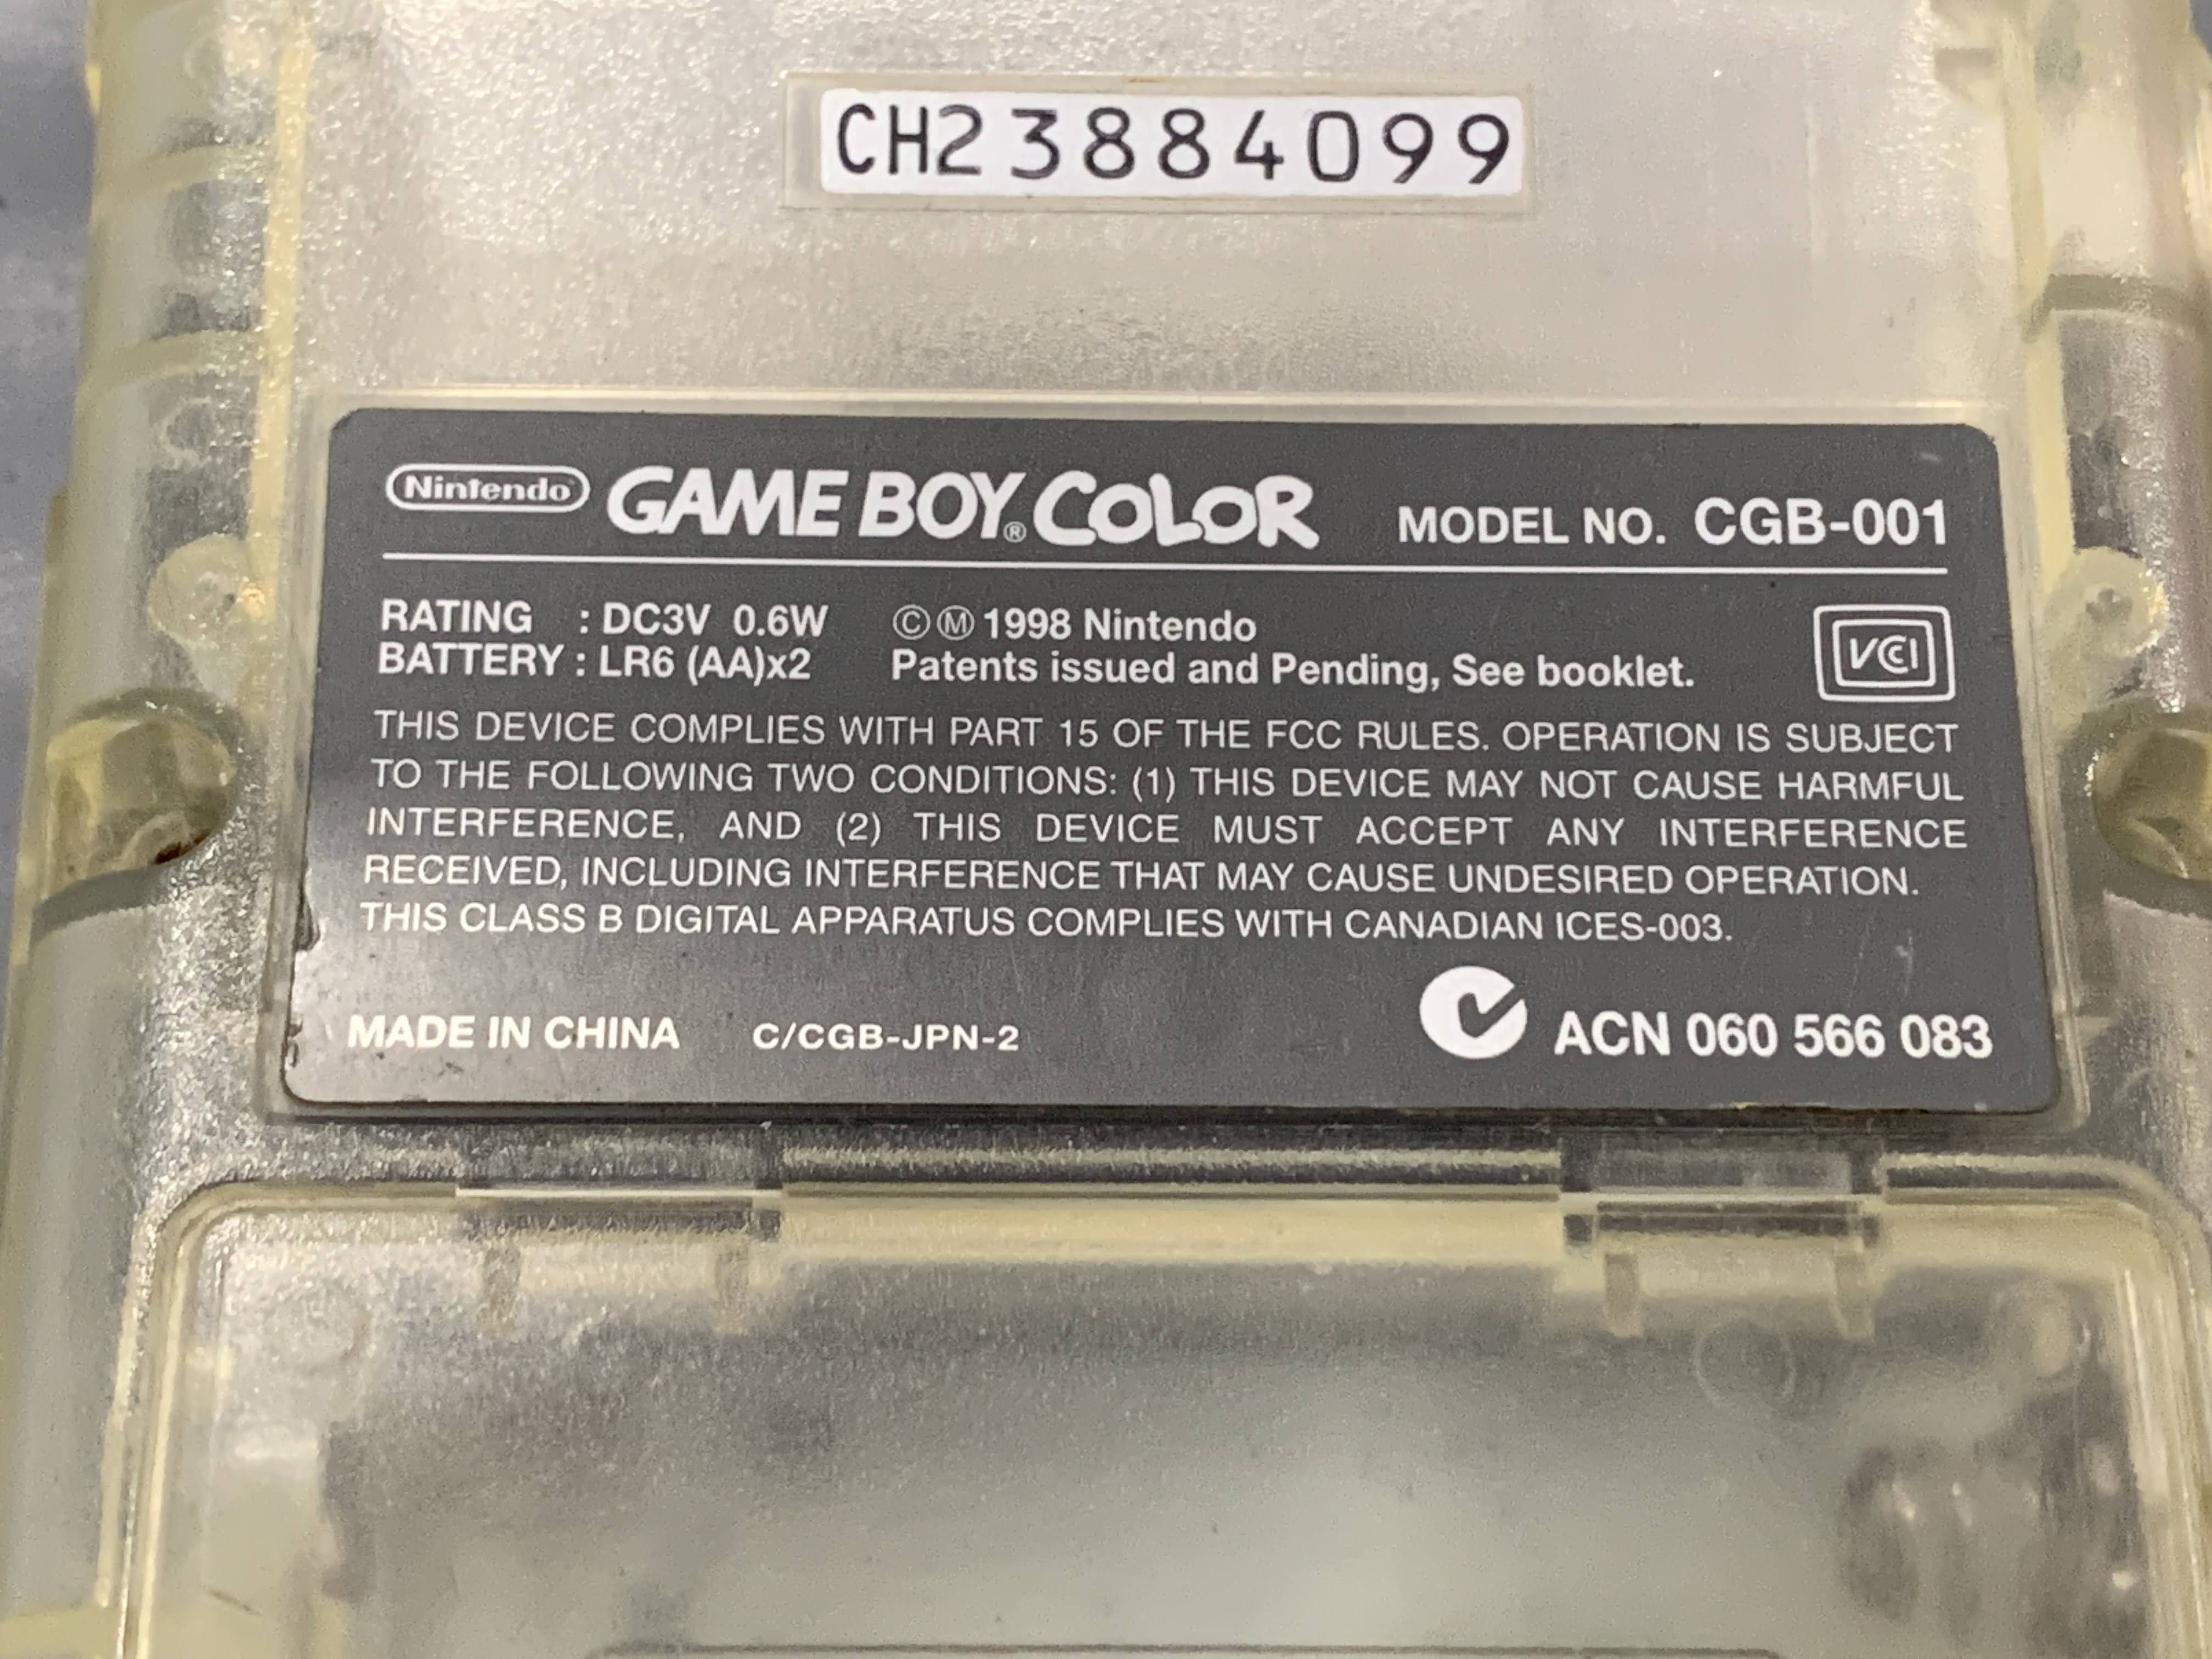 CH23884099
Nintendo GAME BOY® COLOR MODEL NO. CGB-001
RATING : DC3V 0.6W ©Ⓜ 1998 Nintendo
BATTERY : LR6 (AA)x2 Patents issued and Pending, See booklet. VCCI
THIS DEVICE COMPLIES WITH PART 15 OF THE FCC RULES. OPERATION IS SUBJECT
TO THE FOLLOWING TWO CONDITIONS: (1) THIS DEVICE MAY NOT CAUSE HARMFUL
INTERFERENCE, AND (2) THIS DEVICE MUST ACCEPT ANY INTERFERENCE
RECEIVED, INCLUDING INTERFERENCE THAT MAY CAUSE UNDESIRED OPERATION.
THIS CLASS B DIGITAL APPARATUS COMPLIES WITH CANADIAN ICES-003.
MADE IN CHINA C/CGB-JPN-2 ACN 060 566 083